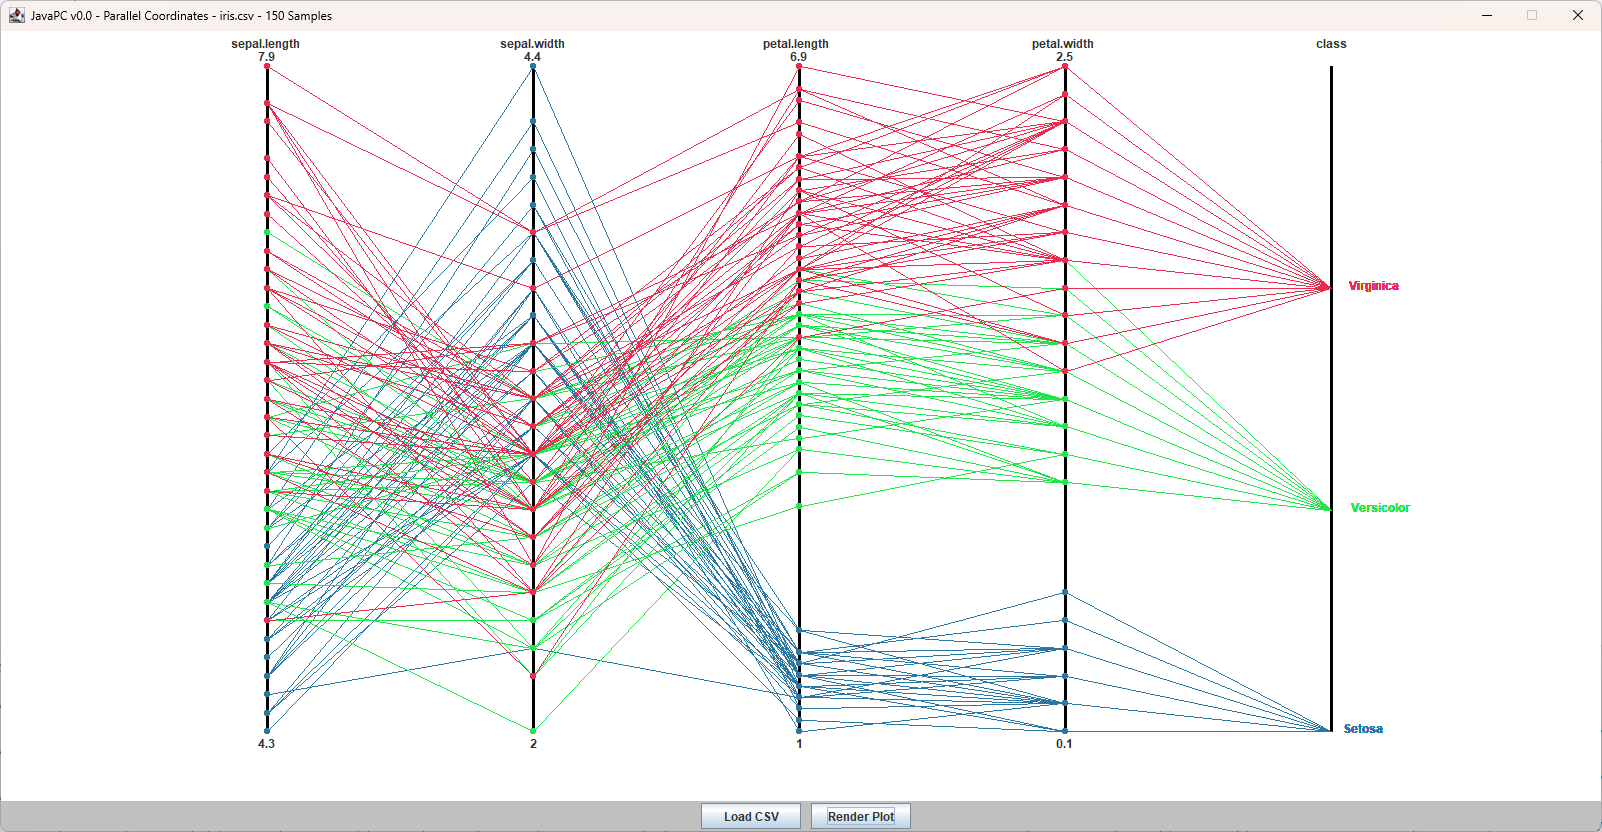 JavaPC v0.0 - Parallel Coordinates - iris.csv - 150 Samples
sepal.length sepal.width petal.length petal.width class
7.9 4.4 6.9 2.5
Virginica
Versicolor
Setosa
4.3 2 1 0.1
Load CSV Render Plot